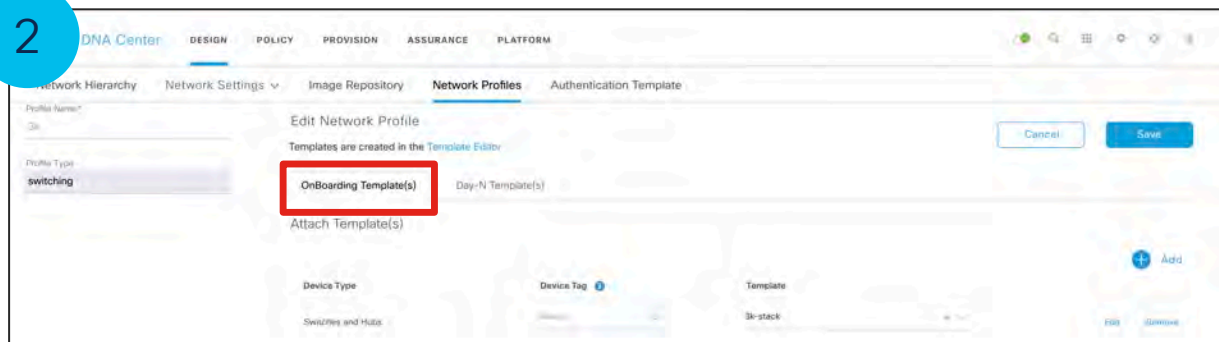 2
DNA Center DESIGN POLICY PROVISION ASSURANCE PLATFORM
Network Hierarchy Network Settings Image Repository Network Profiles Authentication Template
Profile Name*
3k
Edit Network Profile
Cancel Save
Templates are created in the Template Editor
Profile Type
switching
OnBoarding Template(s) Day-N Template(s)
Attach Template(s)
Add
Device Type Device Tag Template
Switches and Hubs 3k-stack Edit Remove